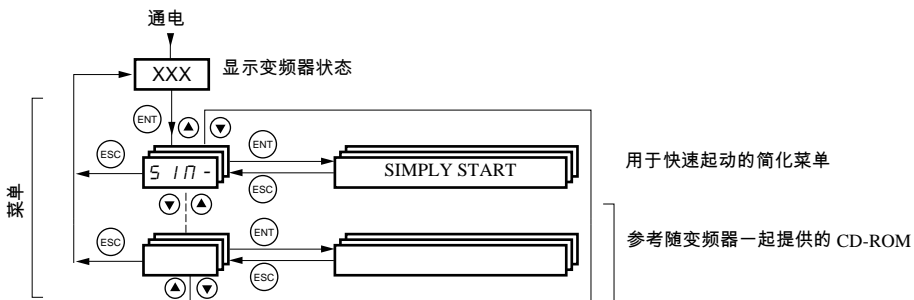 通电
XXX
显示变频器状态
ENT
ESC
ENT
SIM-
SIMPLY START
用于快速起动的简化菜单
ESC
菜单
ESC
ENT
参考随变频器一起提供的 CD-ROM
ESC